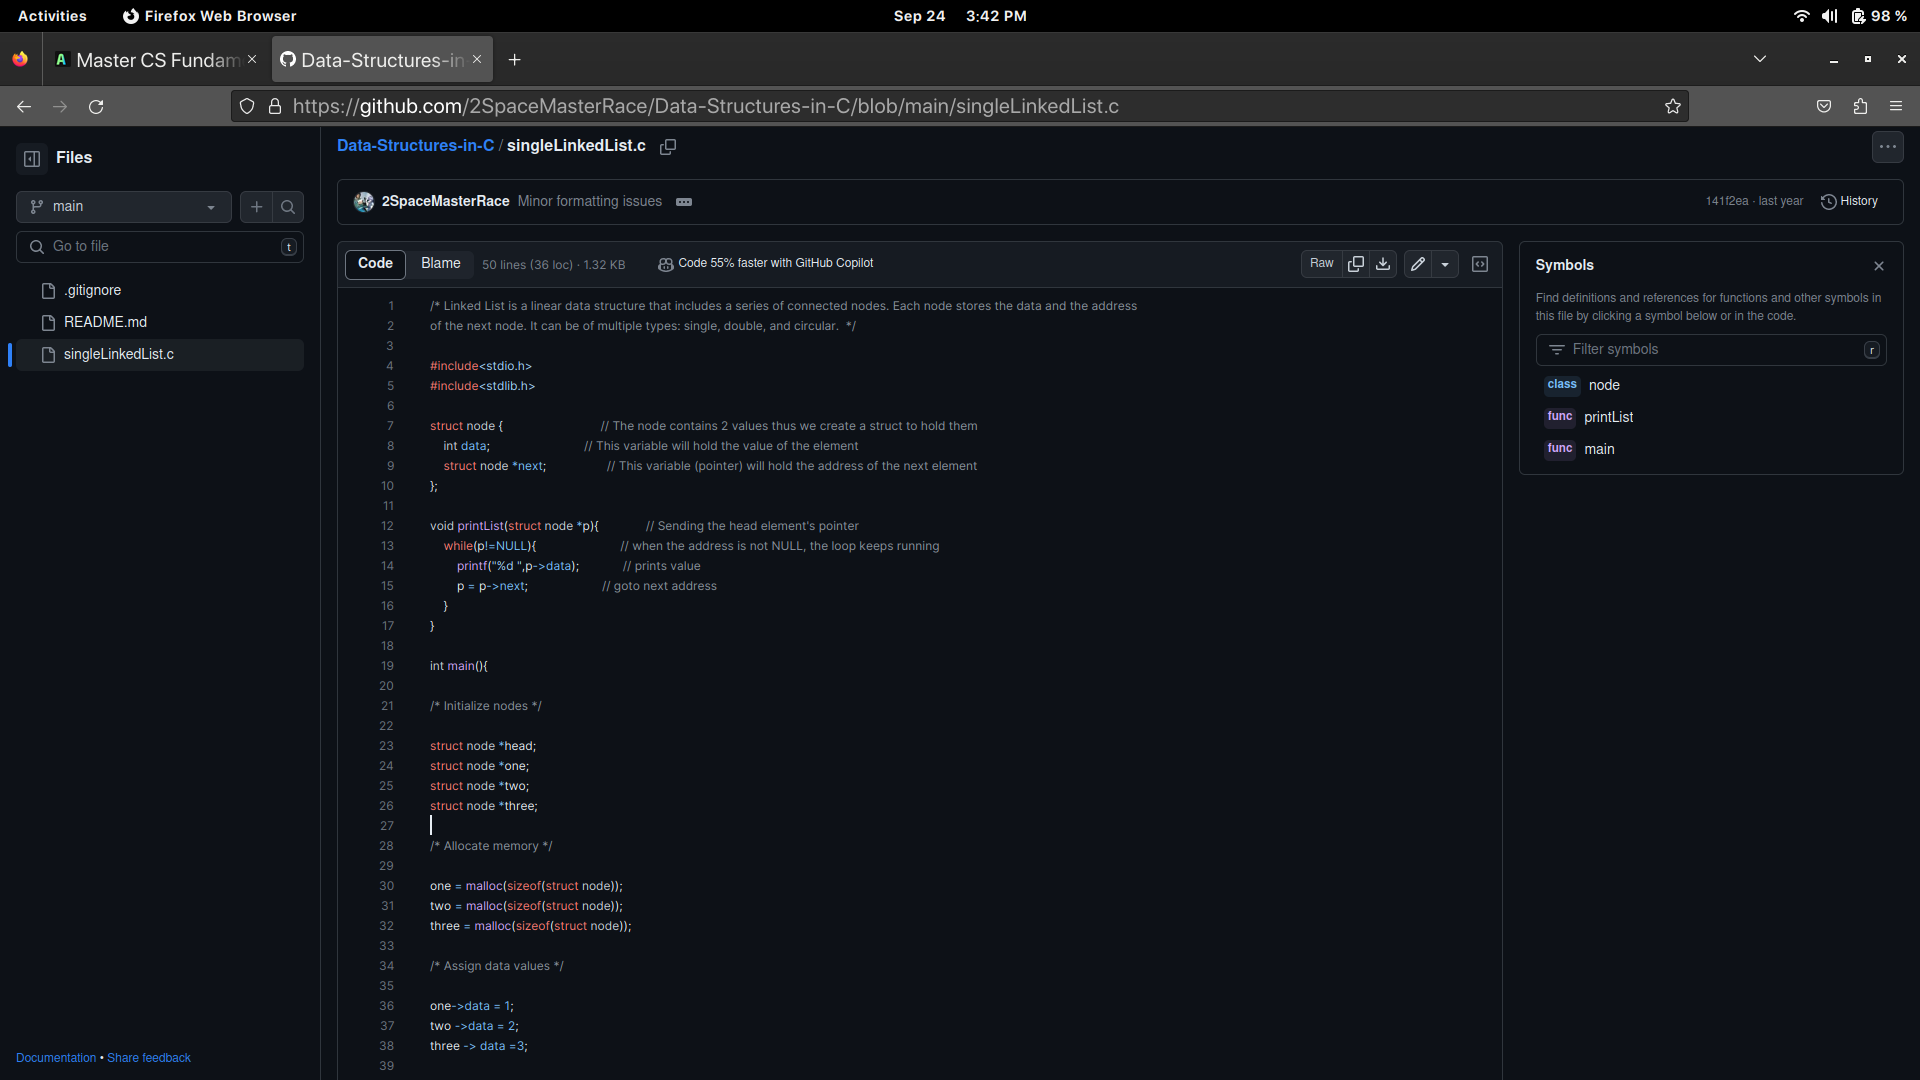 Activities Firefox Web Browser Sep 24 3:42 PM 98 %
Master CS Fundam Data-Structures-in
https://github.com/2SpaceMasterRace/Data-Structures-in-C/blob/main/singleLinkedList.c
Files
main
Go to file t
.gitignore
README.md
singleLinkedList.c
Documentation • Share feedback
Data-Structures-in-C / singleLinkedList.c
2SpaceMasterRace Minor formatting issues 141f2ea · last year History
Code Blame 50 lines (36 loc) · 1.32 KB Code 55% faster with GitHub Copilot Raw
1 /* Linked List is a linear data structure that includes a series of connected nodes. Each node stores the data and the address
2 of the next node. It can be of multiple types: single, double, and circular.  */
3
4 #include<stdio.h>
5 #include<stdlib.h>
6
7 struct node { // The node contains 2 values thus we create a struct to hold them
8 int data; // This variable will hold the value of the element
9 struct node *next; // This variable (pointer) will hold the address of the next element
10 };
11
12 void printList(struct node *p){ // Sending the head element's pointer
13 while(p!=NULL){ // when the address is not NULL, the loop keeps running
14 printf("%d ",p->data); // prints value
15 p = p->next; // goto next address
16 }
17 }
18
19 int main(){
20
21 /* Initialize nodes */
22
23 struct node *head;
24 struct node *one;
25 struct node *two;
26 struct node *three;
27
28 /* Allocate memory */
29
30 one = malloc(sizeof(struct node));
31 two = malloc(sizeof(struct node));
32 three = malloc(sizeof(struct node));
33
34 /* Assign data values */
35
36 one->data = 1;
37 two ->data = 2;
38 three -> data =3;
39
Symbols
Find definitions and references for functions and other symbols in
this file by clicking a symbol below or in the code.
Filter symbols r
class node
func printList
func main